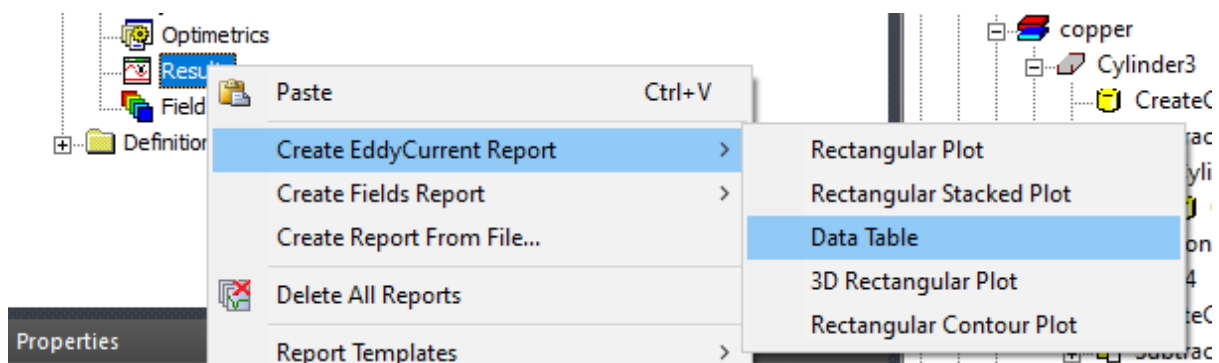 Optimetrics
Paste Ctrl+V
Create EddyCurrent Report
Create Fields Report
Create Report From File...
Delete All Reports
Report Templates
Properties
Rectangular Plot
Rectangular Stacked Plot
Data Table
3D Rectangular Plot
Rectangular Contour Plot
copper
Cylinder3